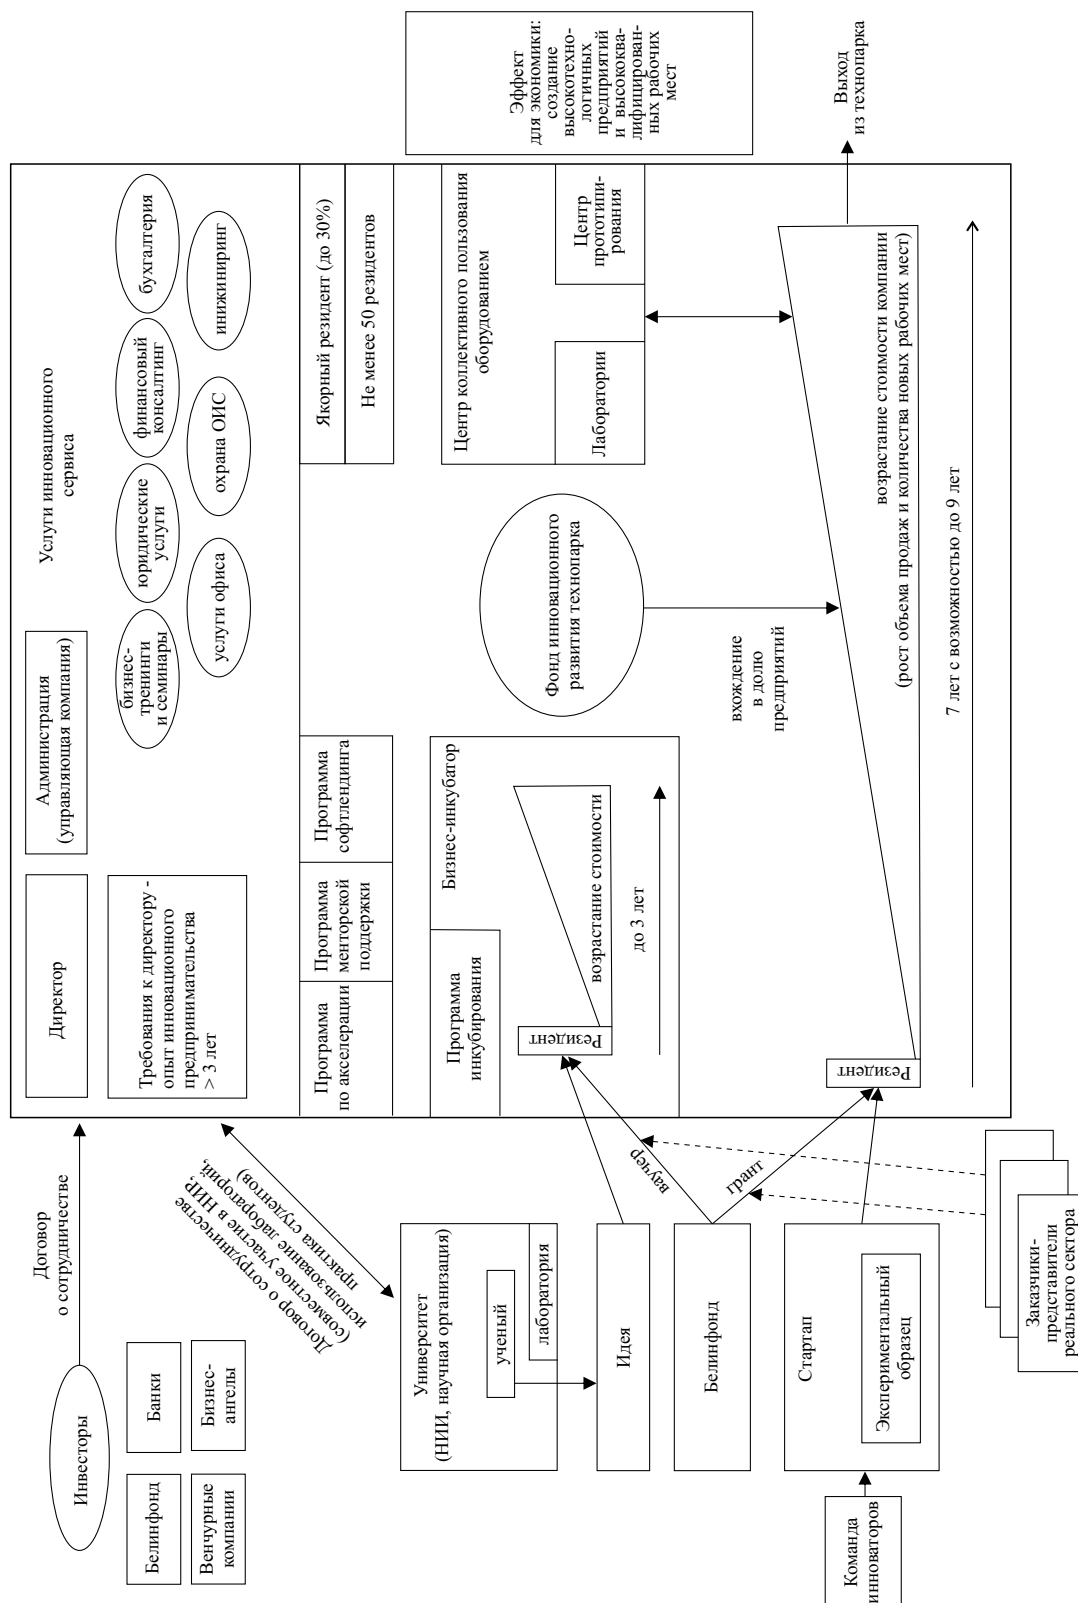 Инвесторы
Белинфонд
Банки
Венчурные
компании
Бизнес-
ангелы
Договор
о сотрудничестве
Договор о сотрудничестве
(совместное участие в НИР,
использование лабораторий,
практика студентов)
Университет
(НИИ, научная организация)
ученый
лаборатория
Идея
Белинфонд
Стартап
Экспериментальный
образец
Команда
инноваторов
Заказчики-
представители
реального сектора
ваучер
грант
Директор
Администрация
(управляющая компания)
Услуги инновационного
сервиса
Требования к директору -
опыт инновационного
предпринимательства
> 3 лет
бизнес-
тренинги
и семинары
юридические
услуги
финансовый
консалтинг
бухгалтерия
услуги офиса
охрана ОИС
инижиниринг
Программа
по акселерации
Программа
менторской
поддержки
Программа
софтлендинга
Якорный резидент (до 30%)
Не менее 50 резидентов
Бизнес-инкубатор
Программа
инкубирования
Резидент
возрастание стоимости
до 3 лет
Фонд инновационного
развития технопарка
вхождение
в долю
предприятий
Центр коллективного пользования
оборудованием
Лаборатории
Центр
прототипи-
рования
Резидент
возрастание стоимости компании
(рост объема продаж и количества новых рабочих мест)
7 лет с возможностью до 9 лет
Эффект
для экономики:
создание
высокотехно-
логичных
предприятий
и высококва-
лифицирован-
ных рабочих
мест
Выход
из технопарка